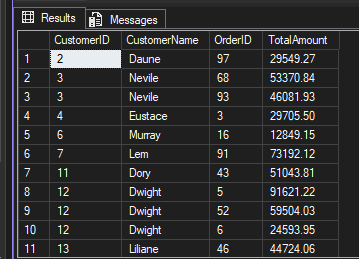 Results Messages
CustomerID CustomerName OrderID TotalAmount
1 2 Daune 97 29549.27
2 3 Nevile 68 53370.84
3 3 Nevile 93 46081.93
4 4 Eustace 3 29705.50
5 6 Murray 16 12849.15
6 7 Lem 91 73192.12
7 11 Dory 43 51043.81
8 12 Dwight 5 91621.22
9 12 Dwight 52 59504.03
10 12 Dwight 6 24593.95
11 13 Liliane 46 44724.06